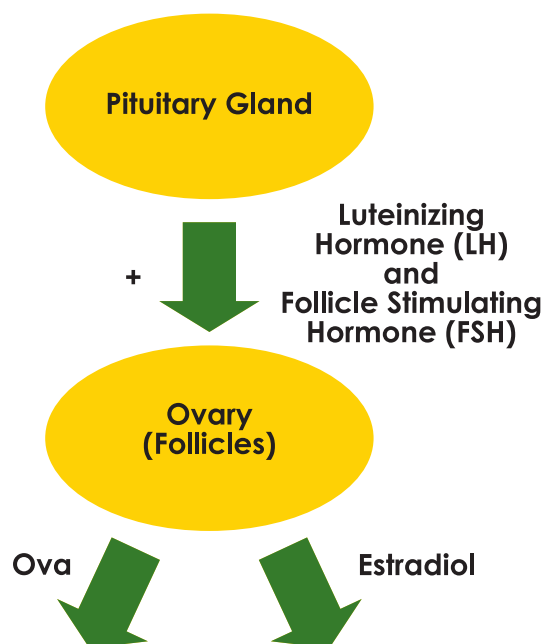 Pituitary Gland
Luteinizing
Hormone (LH)
and
Follicle Stimulating
Hormone (FSH)
+
Ovary
(Follicles)
Ova
Estradiol